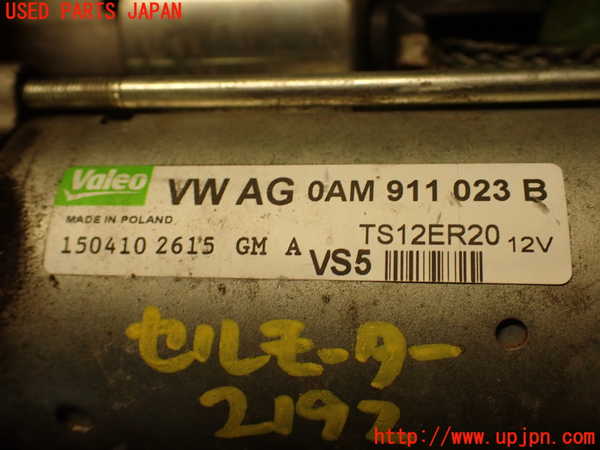 USED PARTS JAPAN
Valeo VW AG 0AM 911 023 B
MADE IN POLAND
150410 2615 GM A VS5 TS12ER20 12V
セルモーター
2192
http://www.upjpn.com/